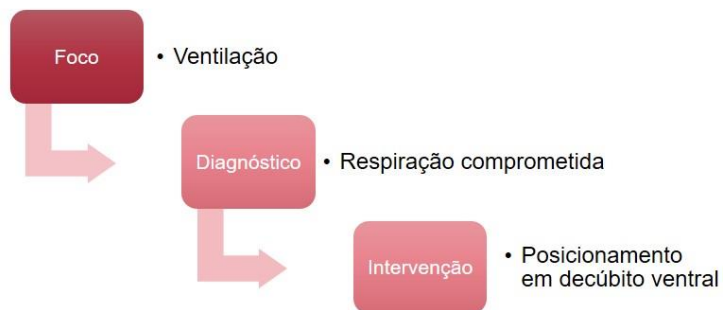 Foco
• Ventilação
Diagnóstico
• Respiração comprometida
Intervenção
• Posicionamento
em decúbito ventral